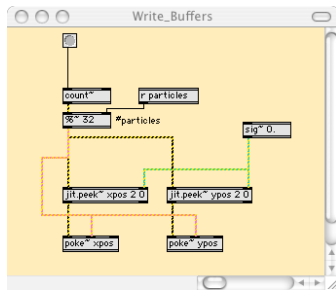 Write_Buffers
count~
r particles
%~ 32
#particles
sig~ 0.
jit.peek~ xpos 2 0
jit.peek~ ypos 2 0
poke~ xpos
poke~ ypos